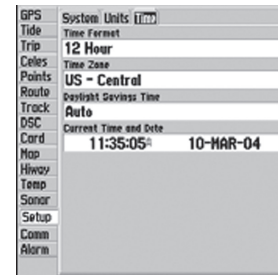 GPS
Tide
Trip
Celes
Points
Route
Track
DSC
Card
Map
Hiway
Temp
Sonar
Setup
Comm
Alarm
System Units Time
Time Format
12 Hour
Time Zone
US - Central
Daylight Savings Time
Auto
Current Time and Date
11:35:05A 10-MAR-04